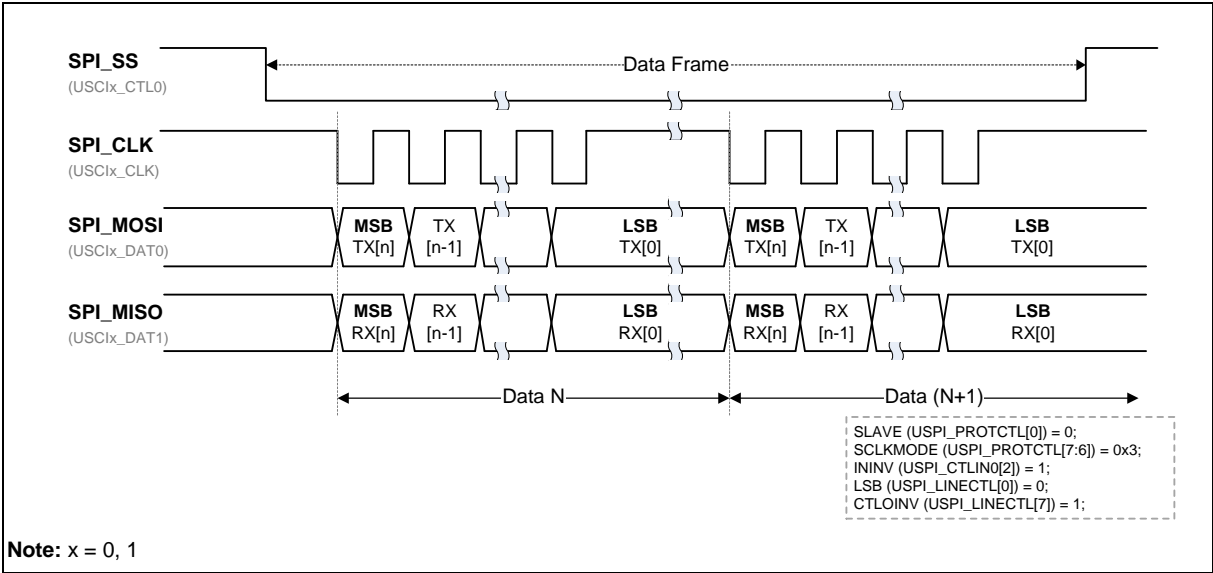 SPI_SS
(USCIx_CTL0)
Data Frame
SPI_CLK
(USCIx_CLK)
SPI_MOSI
(USCIx_DAT0)
MSB TX LSB MSB TX LSB
TX[n] [n-1] TX[0] TX[n] [n-1] TX[0]
SPI_MISO
(USCIx_DAT1)
MSB RX LSB MSB RX LSB
RX[n] [n-1] RX[0] RX[n] [n-1] RX[0]
Data N Data (N+1)
SLAVE (USPI_PROTCTL[0]) = 0;
SCLKMODE (USPI_PROTCTL[7:6]) = 0x3;
ININV (USPI_CTLIN0[2]) = 1;
LSB (USPI_LINECTL[0]) = 0;
CTLOINV (USPI_LINECTL[7]) = 1;
Note: x = 0, 1